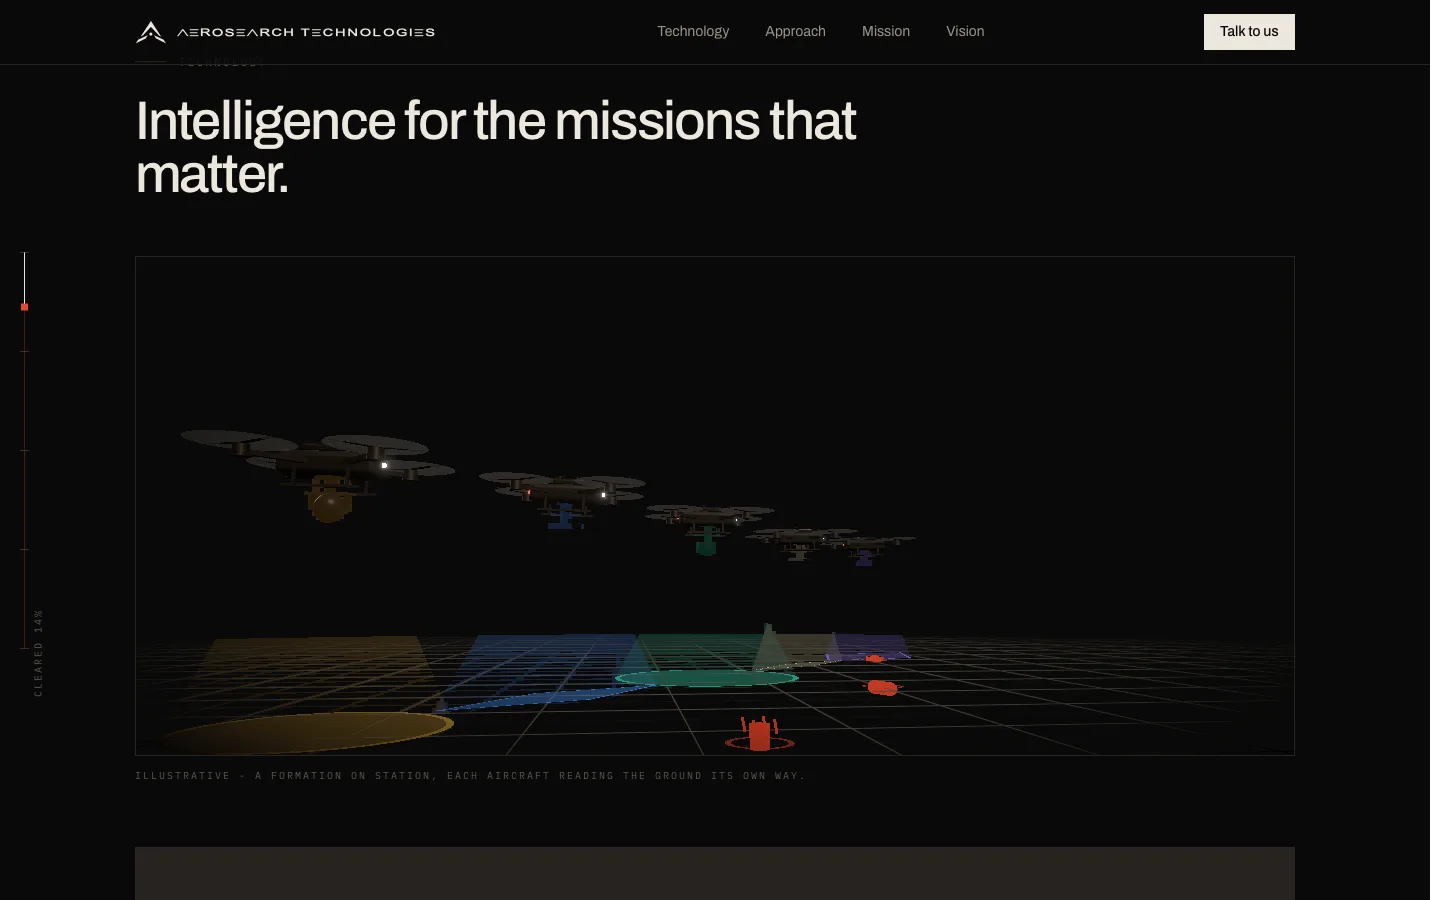 AEROSEARCH TECHNOLOGIES
Technology
Approach
Mission
Vision
Talk to us
TECHNOLOGY
Intelligence for the missions that
matter.
CLEARED 14%
ILLUSTRATIVE - A FORMATION ON STATION, EACH AIRCRAFT READING THE GROUND ITS OWN WAY.